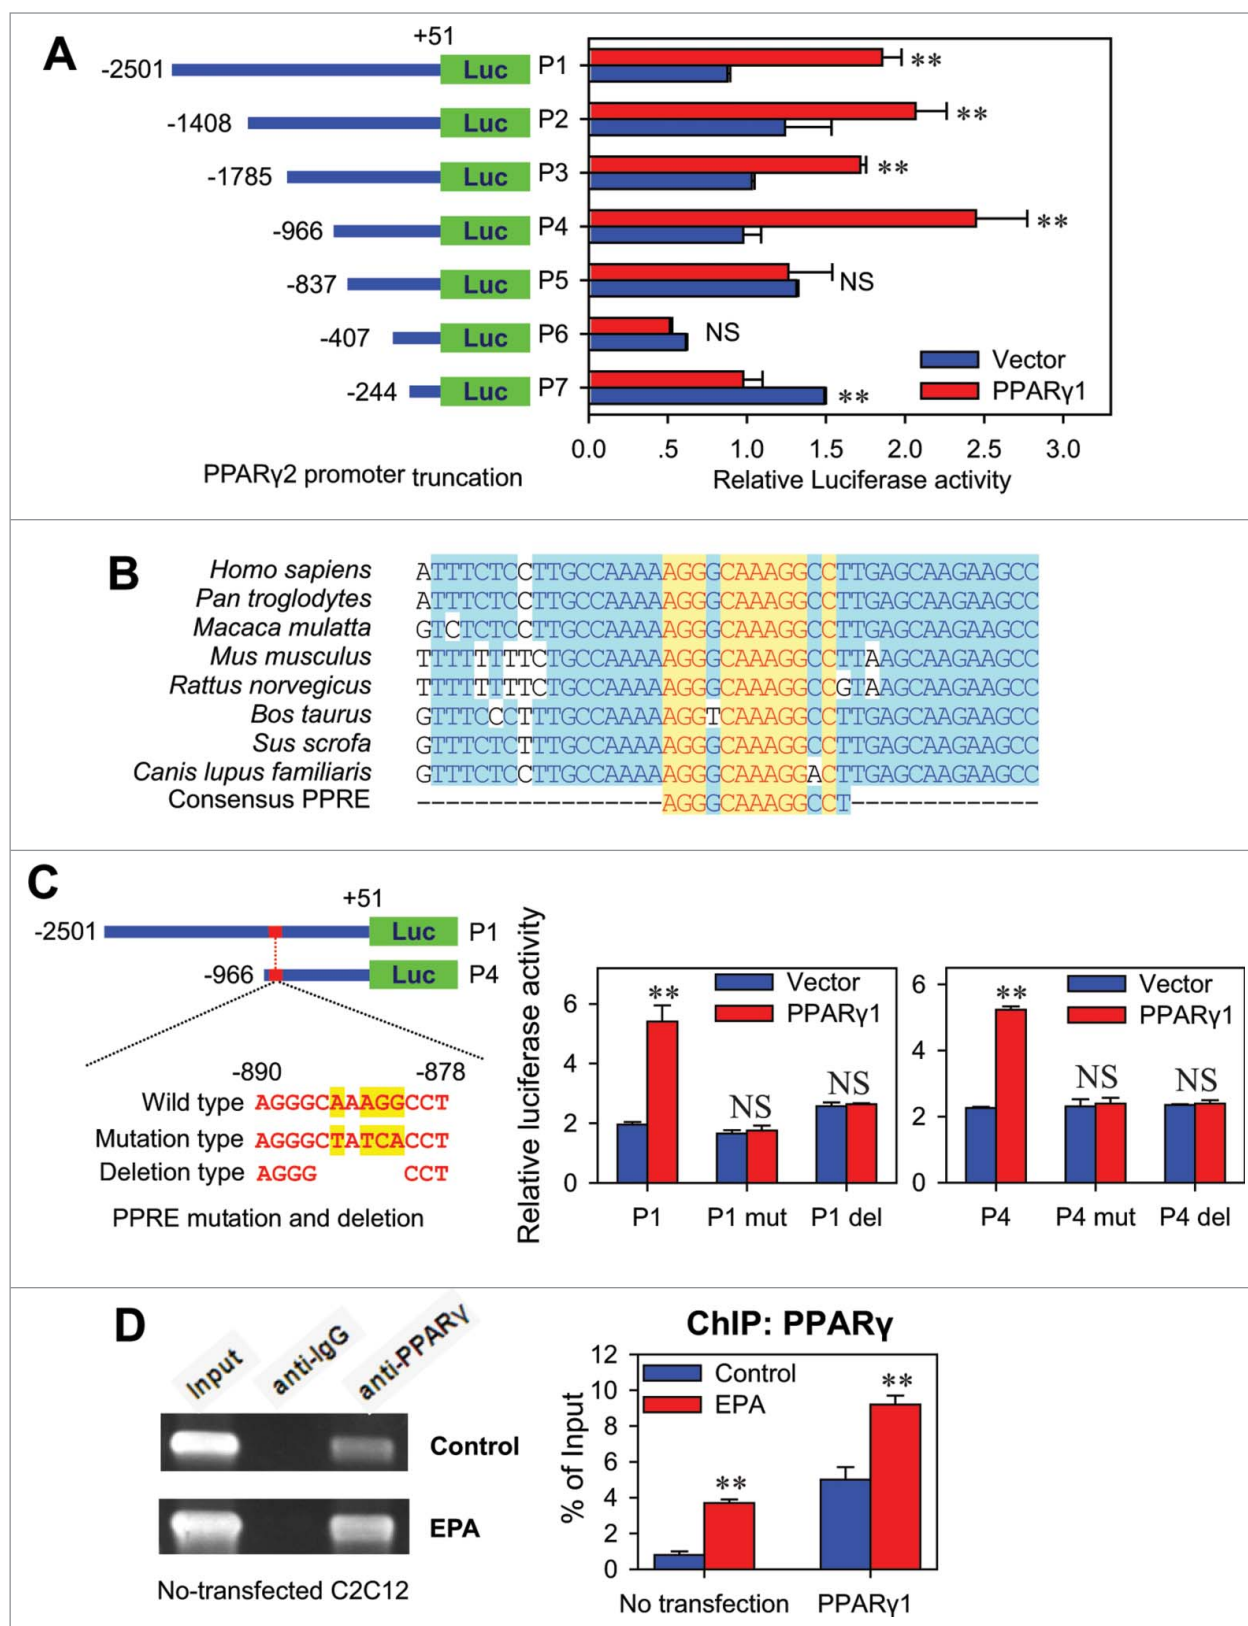 A
+51
-2501 Luc P1 **
-1408 Luc P2 **
-1785 Luc P3 **
-966 Luc P4 **
-837 Luc P5 NS
-407 Luc P6 NS
-244 Luc P7 **
Vector
PPARγ1
0.0 .5 1.0 1.5 2.0 2.5 3.0
PPARγ2 promoter truncation
Relative Luciferase activity
B
Homo sapiens ATTTCTCCTTGCCAAAAAGGGCAAAGGCCTTGAGCAAGAAGCC
Pan troglodytes ATTTCTCCTTGCCAAAAAGGGCAAAGGCCTTGAGCAAGAAGCC
Macaca mulatta GTCTCTCCTTGCCAAAAAGGGCAAAGGCCTTGAGCAAGAAGCC
Mus musculus TTTTTTTTCTGCCAAAAAGGGCAAAGGCCTTAAGCAAGAAGCC
Rattus norvegicus TTTTTTTTCTGCCAAAAAGGGCAAAGGCCGTAAGCAAGAAGCC
Bos taurus GTTTCCCTTTGCCAAAAAGGTCAAAGGCCTTGAGCAAGAAGCC
Sus scrofa GTTTCTCTTTGCCAAAAAGGGCAAAGGCCTTGAGCAAGAAGCC
Canis lupus familiaris GTTTCTCCTTGCCAAAAAGGGCAAAGGACTTGAGCAAGAAGCC
Consensus PPRE -----------------AGGGCAAAGGCCT-------------
C
+51
-2501 Luc P1
-966 Luc P4
-890 -878
Wild type AGGGCAAAGGCCT
Mutation type AGGGCTATCACCT
Deletion type AGGG CCT
PPRE mutation and deletion
Relative luciferase activity
Vector
PPARγ1
6
4
2
0
** NS NS
P1 P1 mut P1 del
Vector
PPARγ1
6
4
2
0
** NS NS
P4 P4 mut P4 del
D
Input anti-IgG anti-PPARγ
Control
EPA
No-transfected C2C12
ChIP: PPARγ
% of Input
12
10
8
6
4
2
0
Control
EPA
** **
No transfection PPARγ1